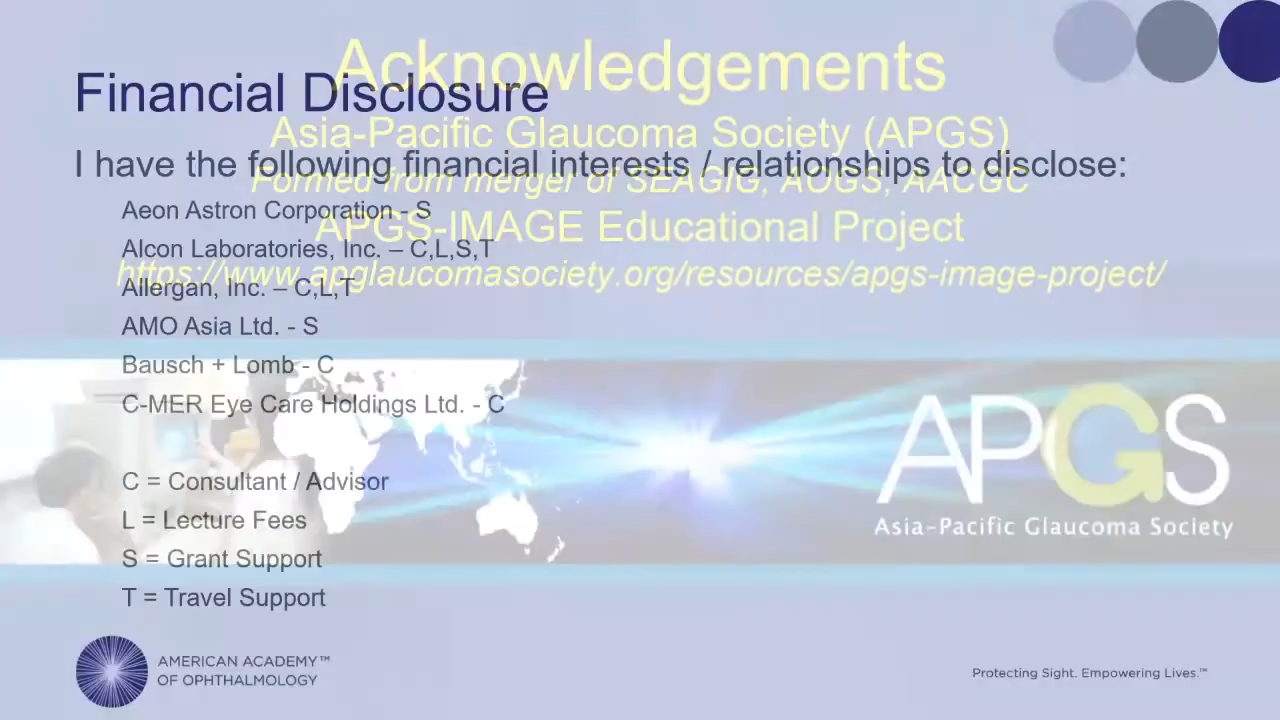 Acknowledgements
Financial Disclosure
Asia-Pacific Glaucoma Society (APGS)
I have the following financial interests / relationships to disclose:
Formed from merger of SEAGIG, AOGS, AACGC
Aeon Astron Corporation - S
APGS-IMAGE Educational Project
Alcon Laboratories, Inc. – C,L,S,T
https://www.apglaucomasociety.org/resources/apgs-image-project/
Allergan, Inc. – C,L,T
AMO Asia Ltd. - S
Bausch + Lomb - C
C-MER Eye Care Holdings Ltd. - C
APGS
Asia-Pacific Glaucoma Society
C = Consultant / Advisor
L = Lecture Fees
S = Grant Support
T = Travel Support
AMERICAN ACADEMY™
OF OPHTHALMOLOGY
Protecting Sight. Empowering Lives.™